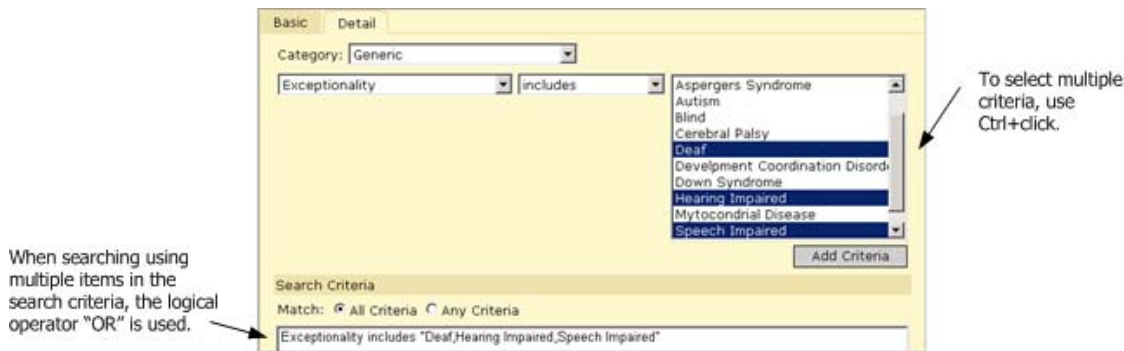 Basic Detail
Category: Generic
Exceptionality includes
Aspergers Syndrome
Autism
Blind
Cerebral Palsy
Deaf
Develpment Coordination Disord
Down Syndrome
Hearing Impaired
Mytocondrial Disease
Speech Impaired
Add Criteria
To select multiple
criteria, use
Ctrl+click.
When searching using
multiple items in the
search criteria, the logical
operator “OR” is used.
Search Criteria
Match: All Criteria Any Criteria
Exceptionality includes "Deaf,Hearing Impaired,Speech Impaired"